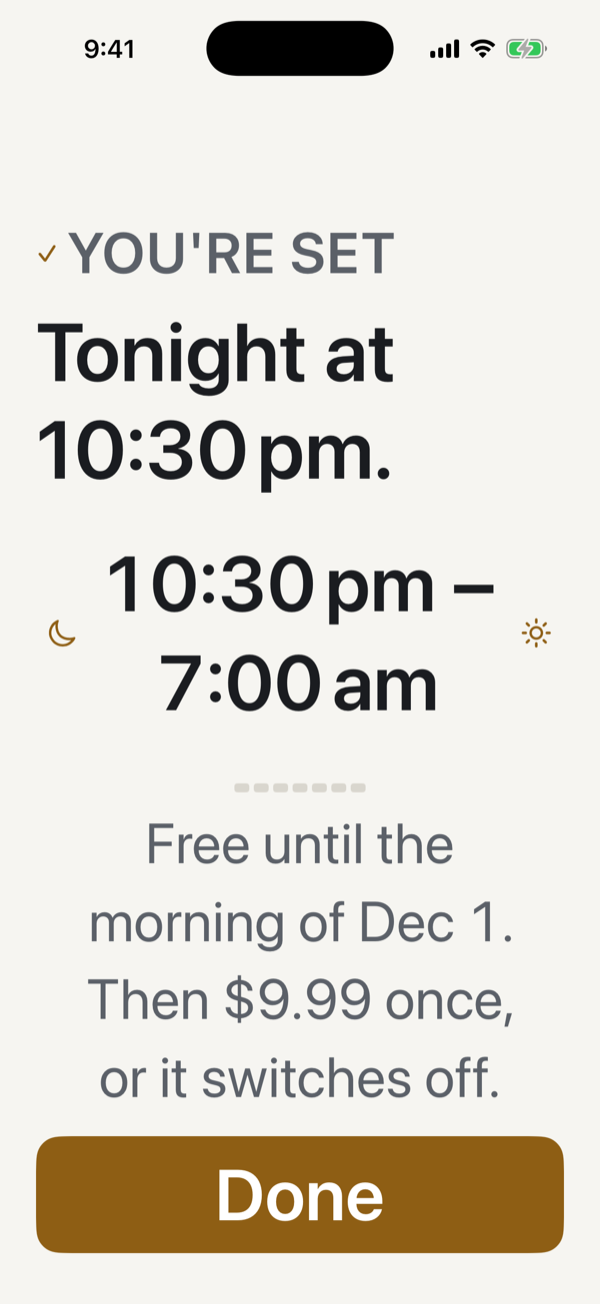 9:41
YOU'RE SET
Tonight at
10:30 pm.
10:30 pm –
7:00 am
Free until the
morning of Dec 1.
Then $9.99 once,
or it switches off.
Done